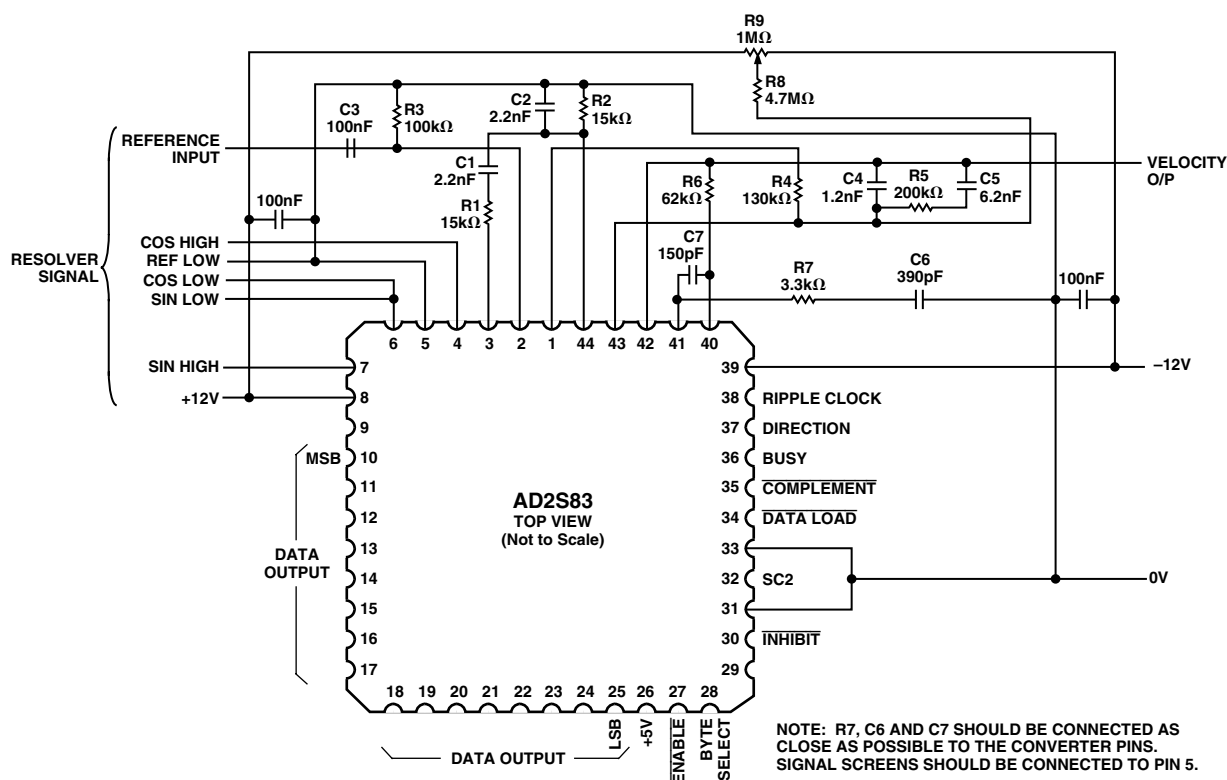 R9
1MΩ
R8
4.7MΩ
C2
2.2nF
R2
15kΩ
C3
100nF
R3
100kΩ
REFERENCE
INPUT
C1
2.2nF
R1
15kΩ
VELOCITY
O/P
R6
62kΩ
R4
130kΩ
C4
1.2nF
R5
200kΩ
C5
6.2nF
100nF
RESOLVER
SIGNAL
COS HIGH
REF LOW
COS LOW
SIN LOW
C7
150pF
R7
3.3kΩ
C6
390pF
100nF
6 5 4 3 2 1 44 43 42 41 40
SIN HIGH
+12V
7
8
9
MSB 10
11
12
13
14
15
16
17
DATA
OUTPUT
AD2S83
TOP VIEW
(Not to Scale)
39
–12V
38 RIPPLE CLOCK
37 DIRECTION
36 BUSY
35 COMPLEMENT
34 DATA LOAD
33
32 SC2
31
0V
30 INHIBIT
29
18 19 20 21 22 23 24 25 26 27 28
LSB
+5V
ENABLE
BYTE
SELECT
DATA OUTPUT
NOTE: R7, C6 AND C7 SHOULD BE CONNECTED AS
CLOSE AS POSSIBLE TO THE CONVERTER PINS.
SIGNAL SCREENS SHOULD BE CONNECTED TO PIN 5.